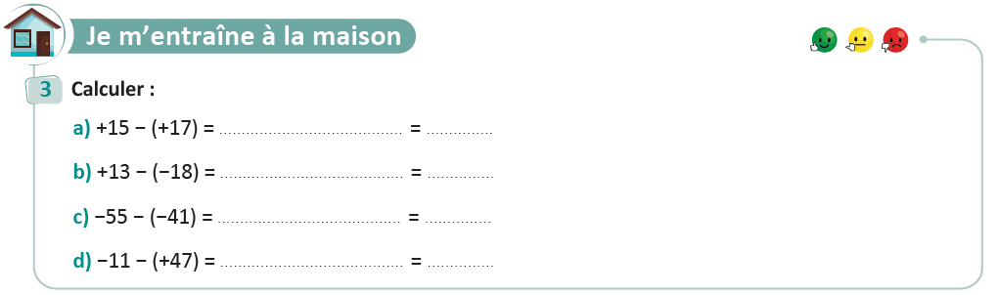 Je m'entraîne à la maison
3 Calculer :
a) +15 − (+17) = ........................................ = ...............
b) +13 − (−18) = ........................................ = ...............
c) −55 − (−41) = ........................................ = ...............
d) −11 − (+47) = ........................................ = ...............